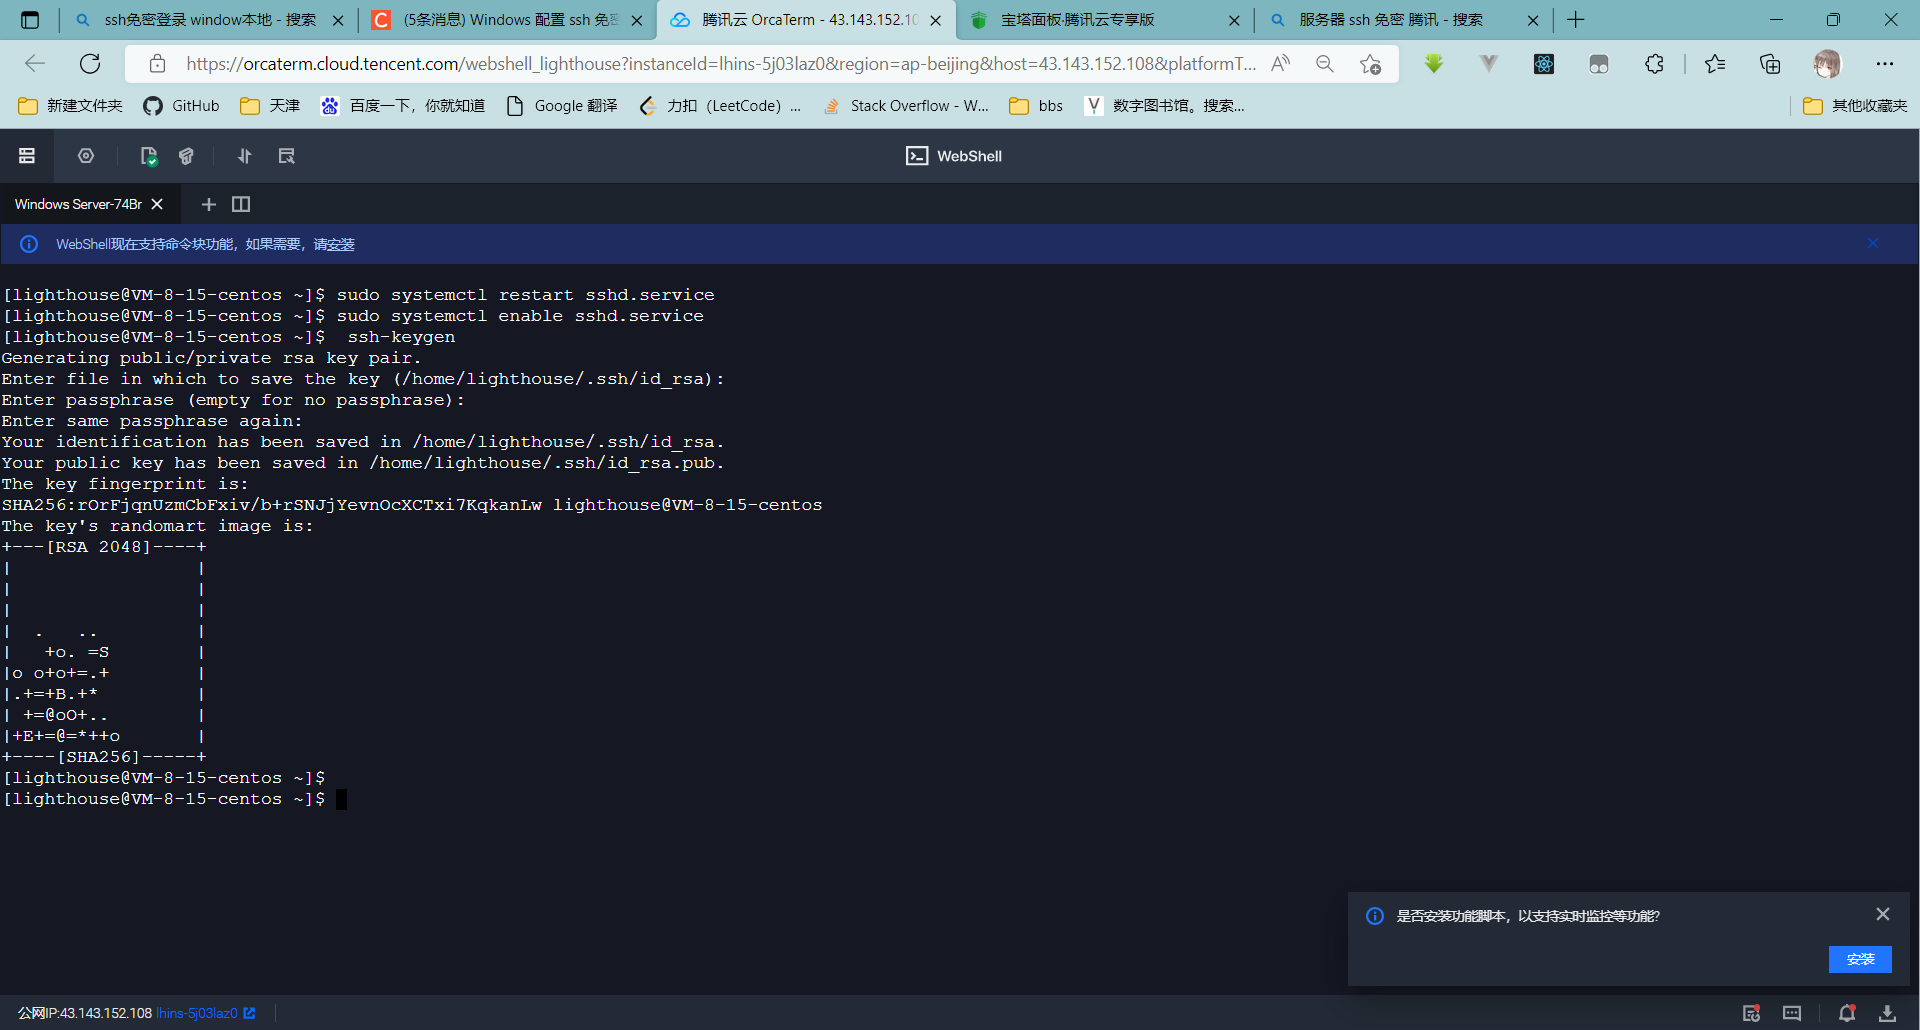 ssh免密登录 window本地 - 搜索
(5条消息) Windows 配置 ssh 免密
腾讯云 OrcaTerm - 43.143.152.10
宝塔面板·腾讯云专享版
服务器 ssh 免密 腾讯 - 搜索
https://orcaterm.cloud.tencent.com/webshell_lighthouse?instanceId=lhins-5j03laz0&region=ap-beijing&host=43.143.152.108&platformT...
新建文件夹
GitHub
天津
百度一下，你就知道
Google 翻译
力扣（LeetCode）...
Stack Overflow - W...
bbs
数字图书馆。搜索...
其他收藏夹
WebShell
Windows Server-74Br
WebShell现在支持命令块功能，如果需要，请安装
[lighthouse@VM-8-15-centos ~]$ sudo systemctl restart sshd.service
[lighthouse@VM-8-15-centos ~]$ sudo systemctl enable sshd.service
[lighthouse@VM-8-15-centos ~]$  ssh-keygen
Generating public/private rsa key pair.
Enter file in which to save the key (/home/lighthouse/.ssh/id_rsa):
Enter passphrase (empty for no passphrase):
Enter same passphrase again:
Your identification has been saved in /home/lighthouse/.ssh/id_rsa.
Your public key has been saved in /home/lighthouse/.ssh/id_rsa.pub.
The key fingerprint is:
SHA256:rOrFjqnUzmCbFxiv/b+rSNJjYevnOcXCTxi7KqkanLw lighthouse@VM-8-15-centos
The key's randomart image is:
+---[RSA 2048]----+
|                 |
|                 |
|                 |
|  .   ..         |
|   +o. =S        |
|o o+o+=.+        |
|.+=+B.+*         |
| +=@oO+..        |
|+E+=@=*++o       |
+----[SHA256]-----+
[lighthouse@VM-8-15-centos ~]$
[lighthouse@VM-8-15-centos ~]$
是否安装功能脚本，以支持实时监控等功能?
安装
公网IP:43.143.152.108 lhins-5j03laz0